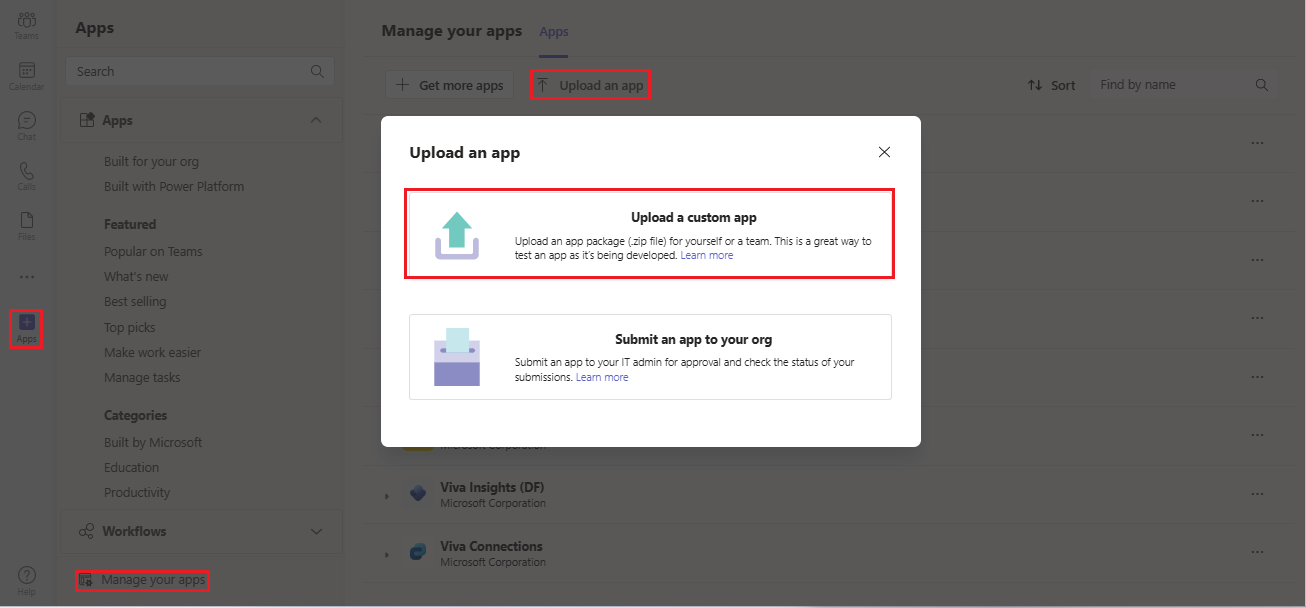 Teams
Calendar
Chat
Calls
Files
Apps
Help
Apps
Search
Apps
Built for your org
Built with Power Platform
Featured
Popular on Teams
What's new
Best selling
Top picks
Make work easier
Manage tasks
Categories
Built by Microsoft
Education
Productivity
Workflows
Manage your apps
Manage your apps
Apps
Get more apps
Upload an app
Sort
Find by name
Upload an app
Upload a custom app
Upload an app package (.zip file) for yourself or a team. This is a great way to
test an app as it's being developed. Learn more
Submit an app to your org
Submit an app to your IT admin for approval and check the status of your
submissions. Learn more
Microsoft Corporation
Viva Insights (DF)
Microsoft Corporation
Viva Connections
Microsoft Corporation